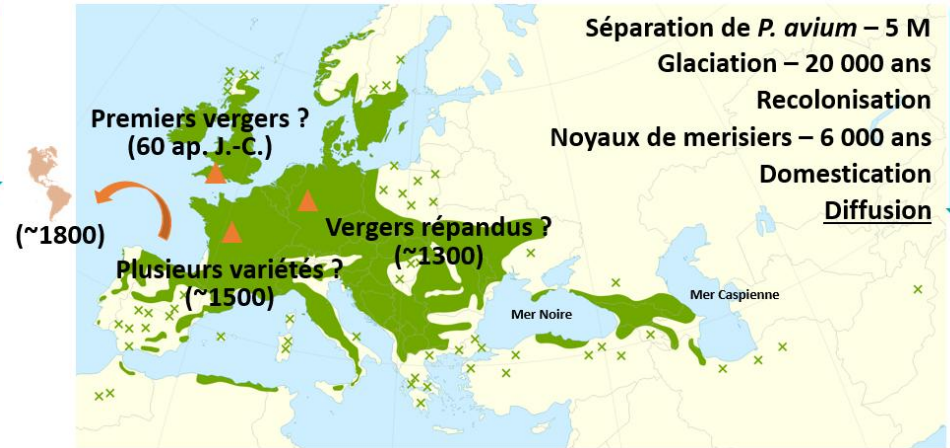 Séparation de P. avium – 5 M
Glaciation – 20 000 ans
Recolonisation
Noyaux de merisiers – 6 000 ans
Domestication
Diffusion
Premiers vergers ?
(60 ap. J.-C.)
(~1800)
Vergers répandus ?
(~1300)
Plusieurs variétés ?
(~1500)
Mer Noire
Mer Caspienne